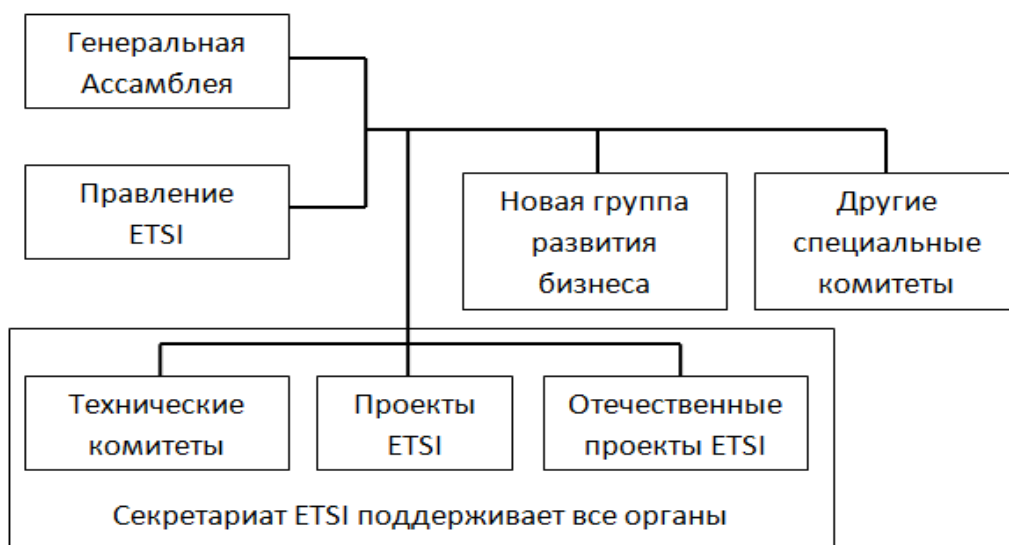 Генеральная
Ассамблея
Правление
ETSI
Новая группа
развития
бизнеса
Другие
специальные
комитеты
Технические
комитеты
Проекты
ETSI
Отечественные
проекты ETSI
Секретариат ETSI поддерживает все органы